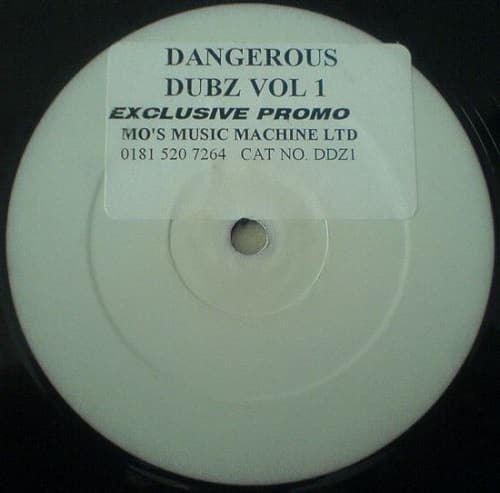 DANGEROUS
DUBZ VOL 1
EXCLUSIVE PROMO
MO'S MUSIC MACHINE LTD
0181 520 7264 CAT NO. DDZ1